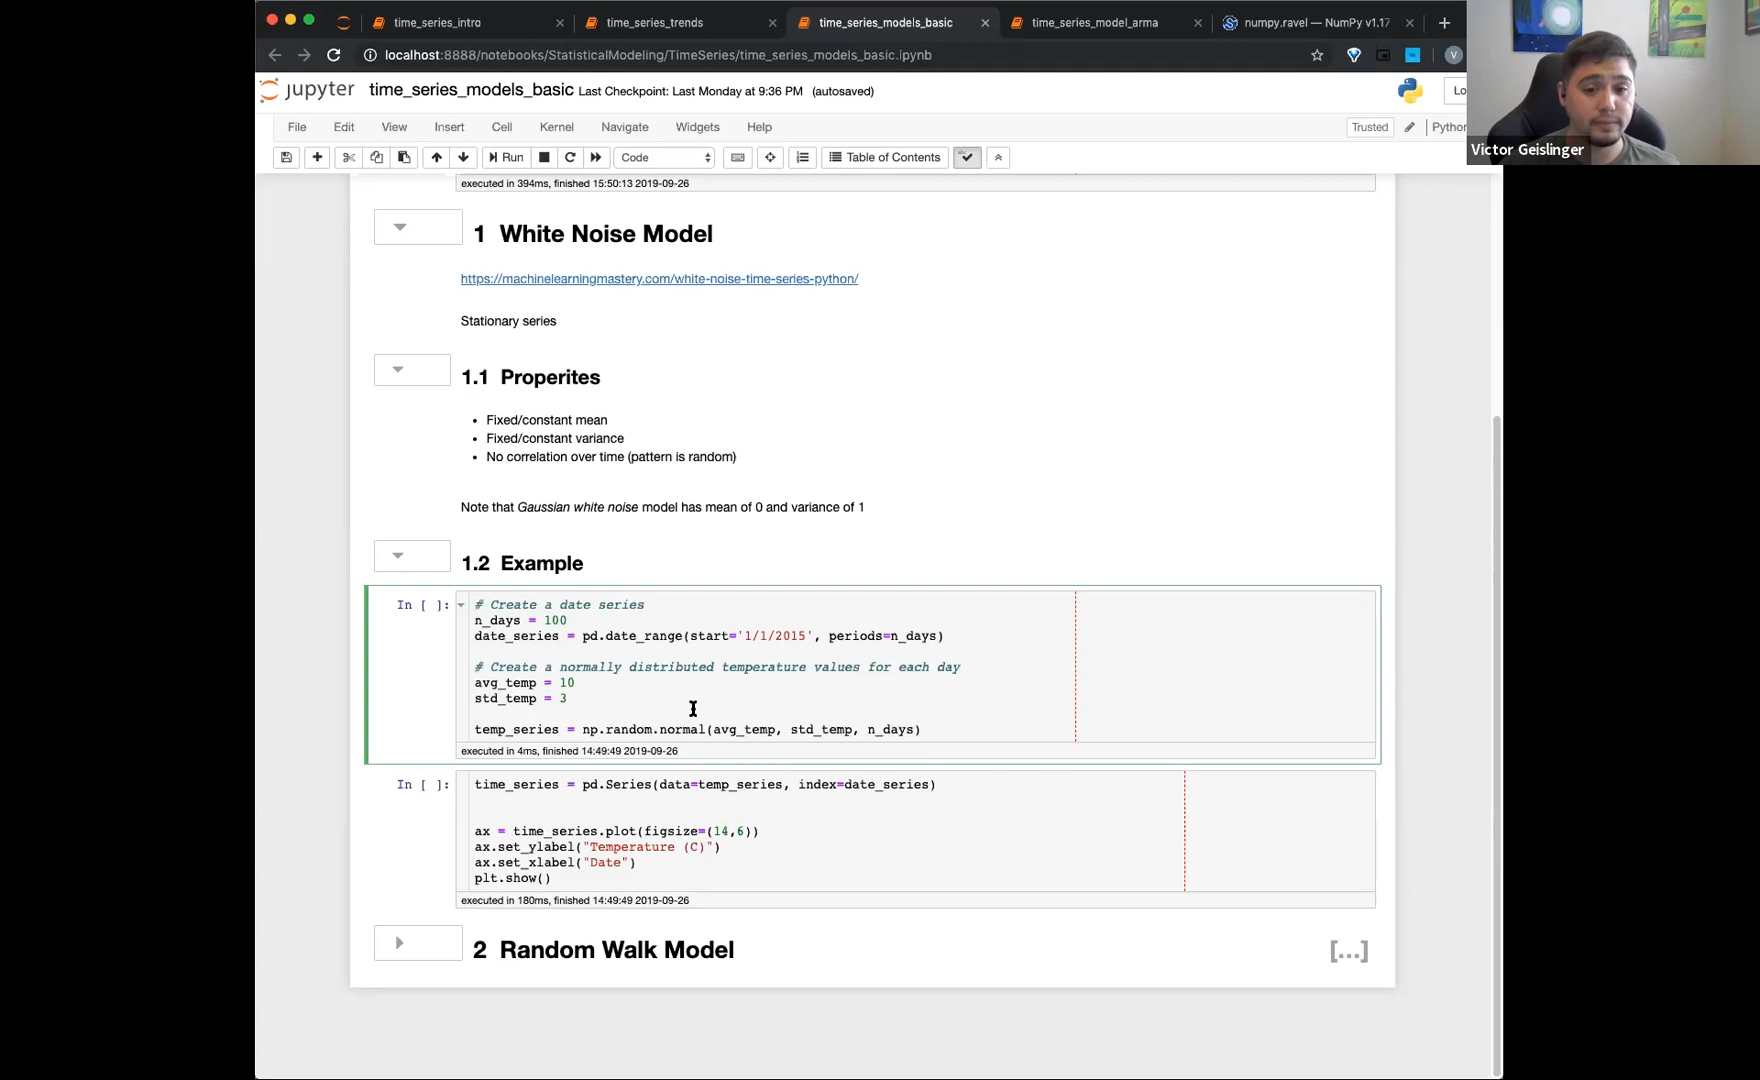 time_series_intro
time_series_trends
time_series_models_basic
time_series_model_arma
numpy.ravel — NumPy v1.17
localhost:8888/notebooks/StatisticalModeling/TimeSeries/time_series_models_basic.ipynb
V
jupyter time_series_models_basic Last Checkpoint: Last Monday at 9:36 PM (autosaved)
Lo
Victor Geislinger
File Edit View Insert Cell Kernel Navigate Widgets Help
Trusted
Python
Run
Code
Table of Contents
executed in 394ms, finished 15:50:13 2019-09-26
1 White Noise Model
https://machinelearningmastery.com/white-noise-time-series-python/
Stationary series
1.1 Properites
• Fixed/constant mean
• Fixed/constant variance
• No correlation over time (pattern is random)
Note that Gaussian white noise model has mean of 0 and variance of 1
1.2 Example
In [ ]:
# Create a date series
n_days = 100
date_series = pd.date_range(start='1/1/2015', periods=n_days)
# Create a normally distributed temperature values for each day
avg_temp = 10
std_temp = 3
temp_series = np.random.normal(avg_temp, std_temp, n_days)
executed in 4ms, finished 14:49:49 2019-09-26
In [ ]:
time_series = pd.Series(data=temp_series, index=date_series)
ax = time_series.plot(figsize=(14,6))
ax.set_ylabel("Temperature (C)")
ax.set_xlabel("Date")
plt.show()
executed in 180ms, finished 14:49:49 2019-09-26
2 Random Walk Model
[...]